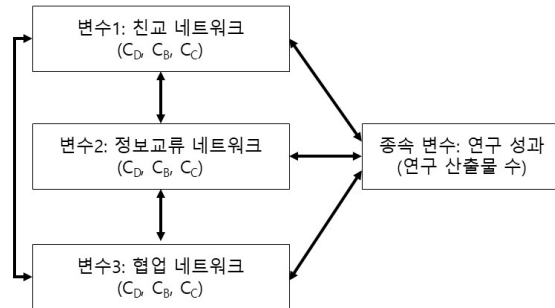 변수1: 친교 네트워크
(C_D, C_B, C_C)
변수2: 정보교류 네트워크
(C_D, C_B, C_C)
종속 변수: 연구 성과
(연구 산출물 수)
변수3: 협업 네트워크
(C_D, C_B, C_C)